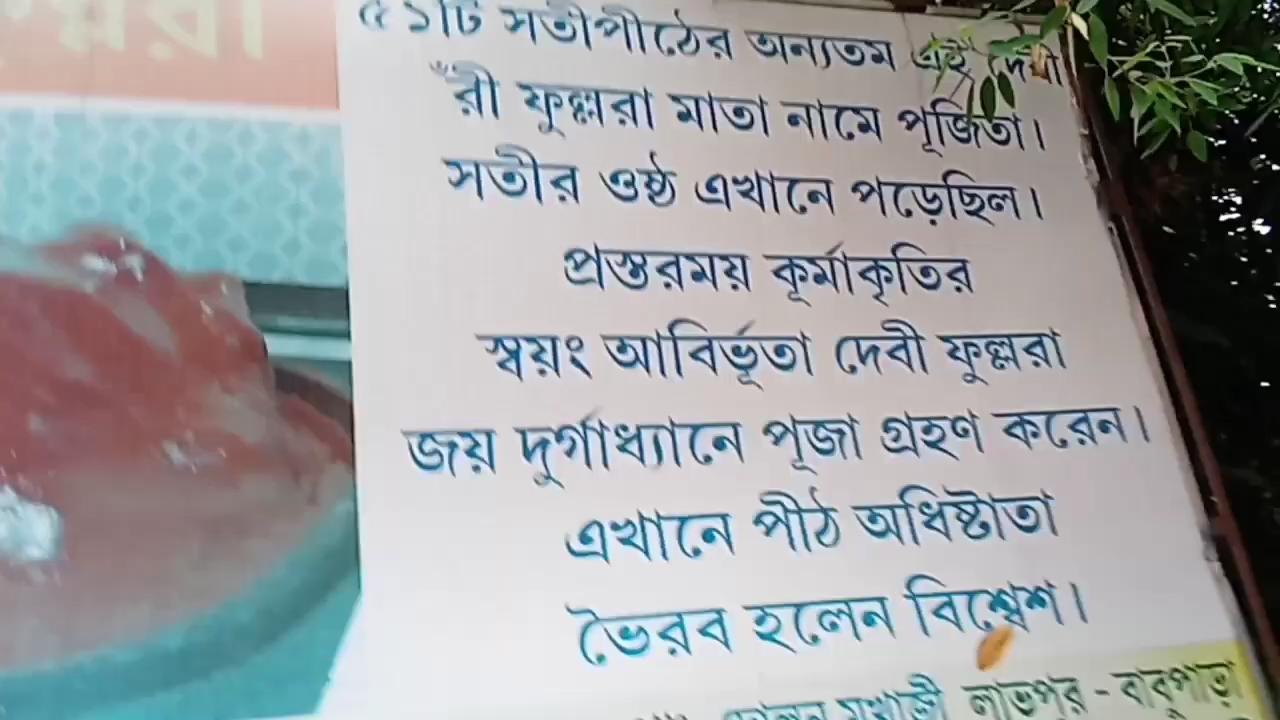 ল্লরা
৫১টি সতীপীঠের অন্যতম এই দেবী
রী ফুল্লরা মাতা নামে পূজিতা।
সতীর ওষ্ঠ এখানে পড়েছিল।
প্রস্তরময় কূর্মাকৃতির
স্বয়ং আবির্ভূতা দেবী ফুল্লরা
জয় দুর্গাধ্যানে পূজা গ্রহণ করেন।
এখানে পীঠ অধিষ্টাতা
ভৈরব হলেন বিশ্বেশ।
লাভপুর - বাবুপাড়া